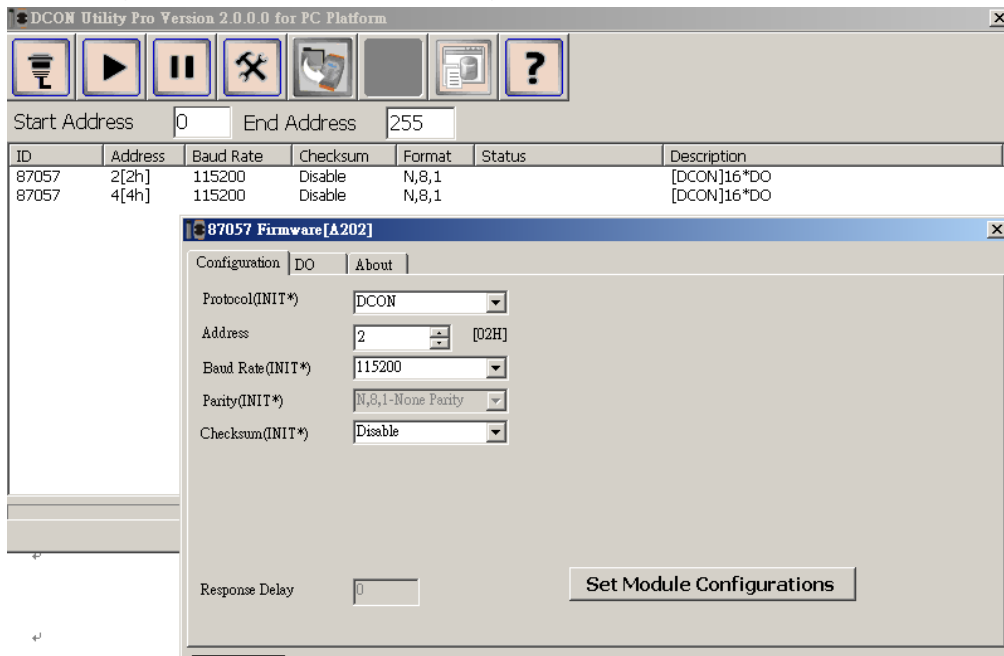 DCON Utility Pro Version 2.0.0.0 for PC Platform
Start Address 0 End Address 255
ID Address Baud Rate Checksum Format Status Description
87057 2[2h] 115200 Disable N,8,1 [DCON]16*DO
87057 4[4h] 115200 Disable N,8,1 [DCON]16*DO
87057 Firmware[A202]
Configuration DO About
Protocol(INIT*) DCON
Address 2 [02H]
Baud Rate(INIT*) 115200
Parity(INIT*) N,8,1-None Parity
Checksum(INIT*) Disable
Response Delay 0 Set Module Configurations